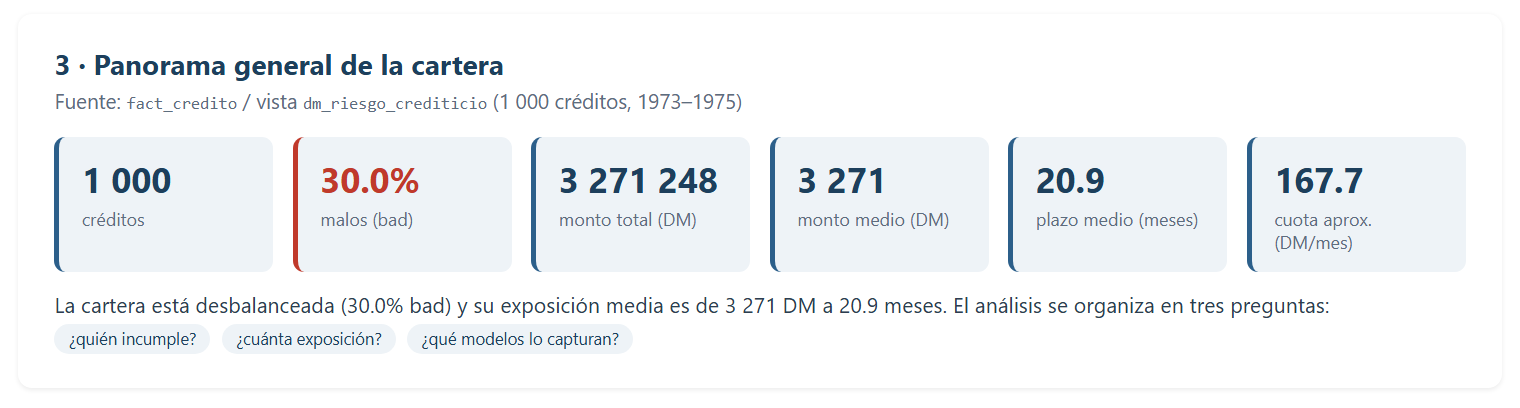 3 · Panorama general de la cartera
Fuente: fact_credito / vista dm_riesgo_crediticio (1 000 créditos, 1973–1975)
1 000
créditos
30.0%
malos (bad)
3 271 248
monto total (DM)
3 271
monto medio (DM)
20.9
plazo medio (meses)
167.7
cuota aprox.
(DM/mes)
La cartera está desbalanceada (30.0% bad) y su exposición media es de 3 271 DM a 20.9 meses. El análisis se organiza en tres preguntas:
¿quién incumple? ¿cuánta exposición? ¿qué modelos lo capturan?